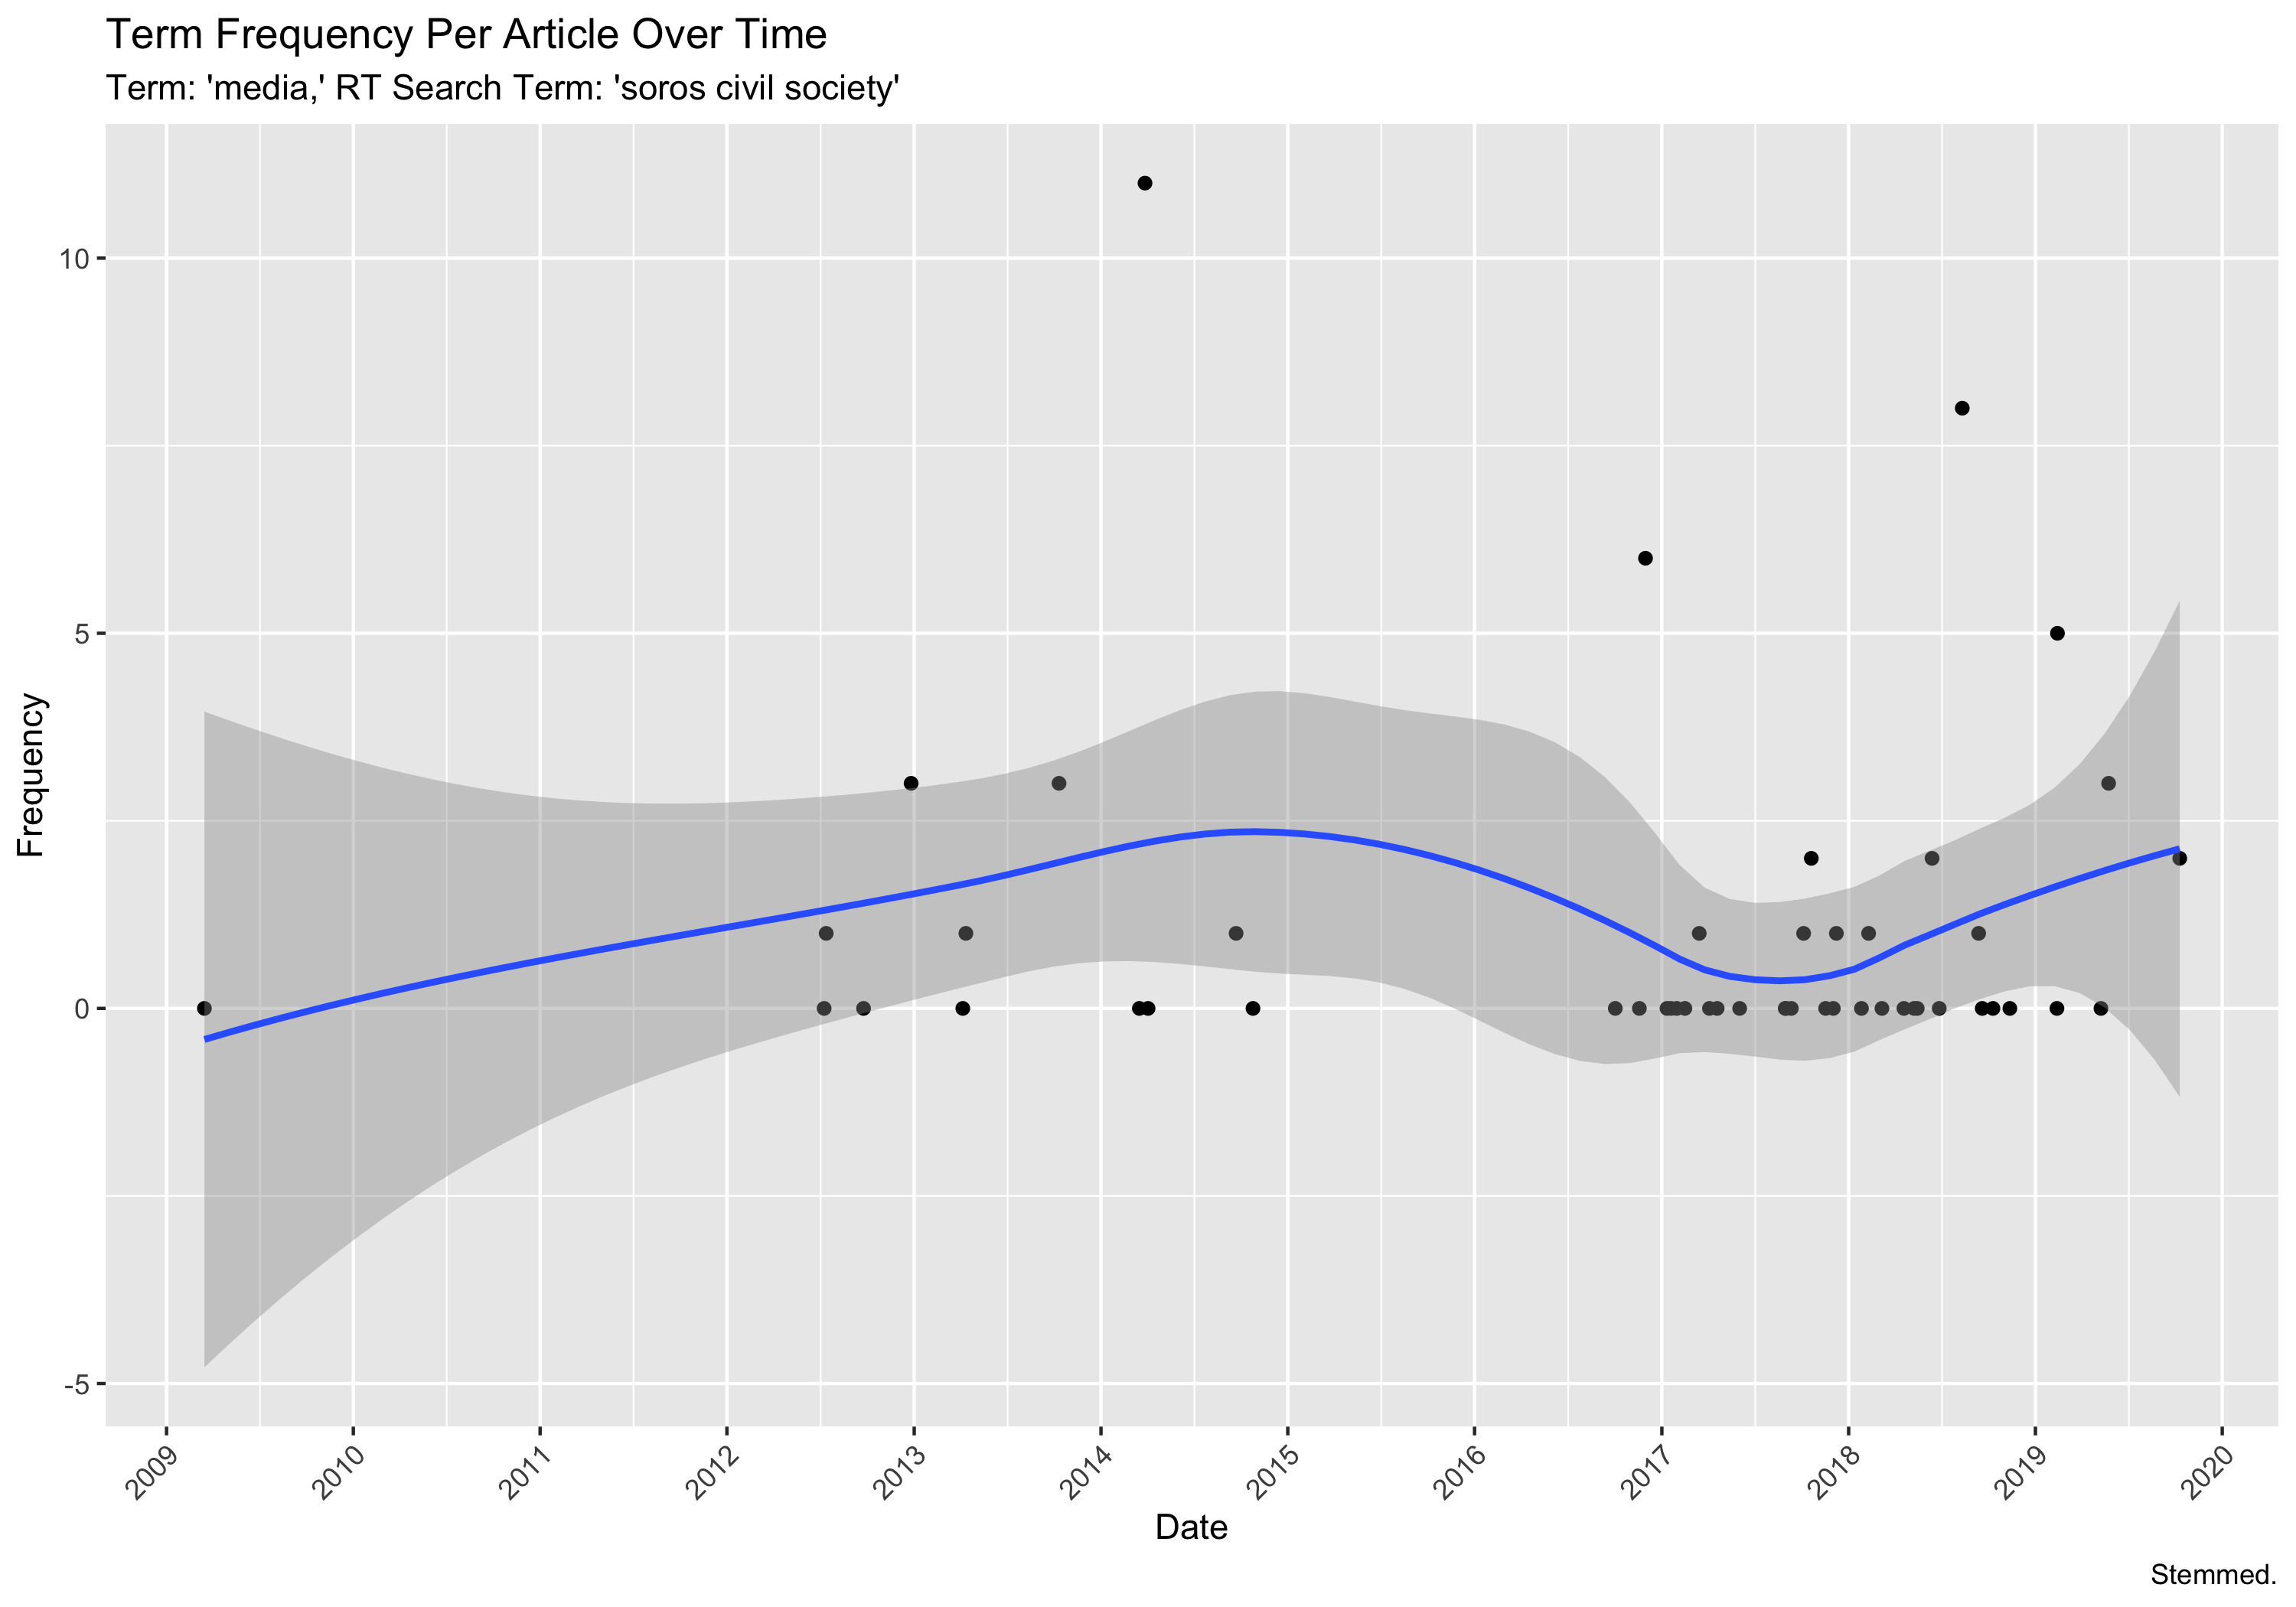 Term Frequency Per Article Over Time
Term: 'media,' RT Search Term: 'soros civil society'
10
5
0
-5
Frequency
2009 2010 2011 2012 2013 2014 2015 2016 2017 2018 2019 2020
Date
Stemmed.